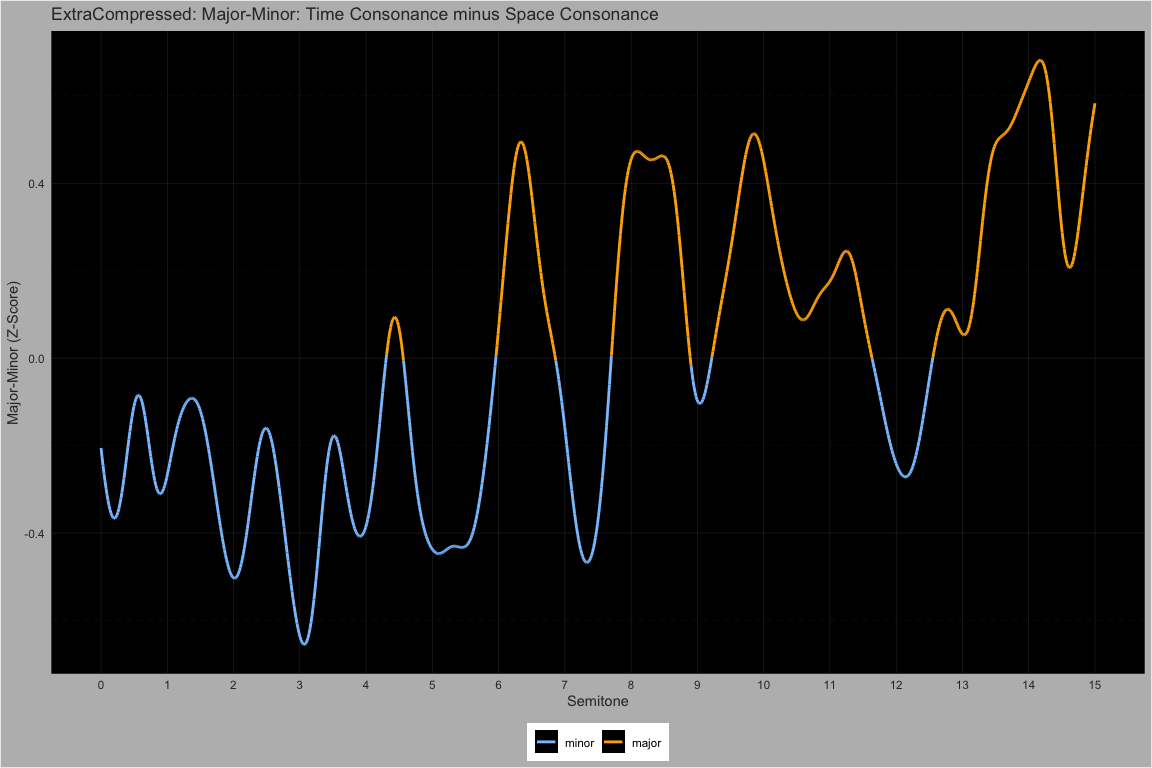 ExtraCompressed: Major-Minor: Time Consonance minus Space Consonance
Major-Minor (Z-Score)
0.4
0.0
-0.4
0 1 2 3 4 5 6 7 8 9 10 11 12 13 14 15
Semitone
minor major